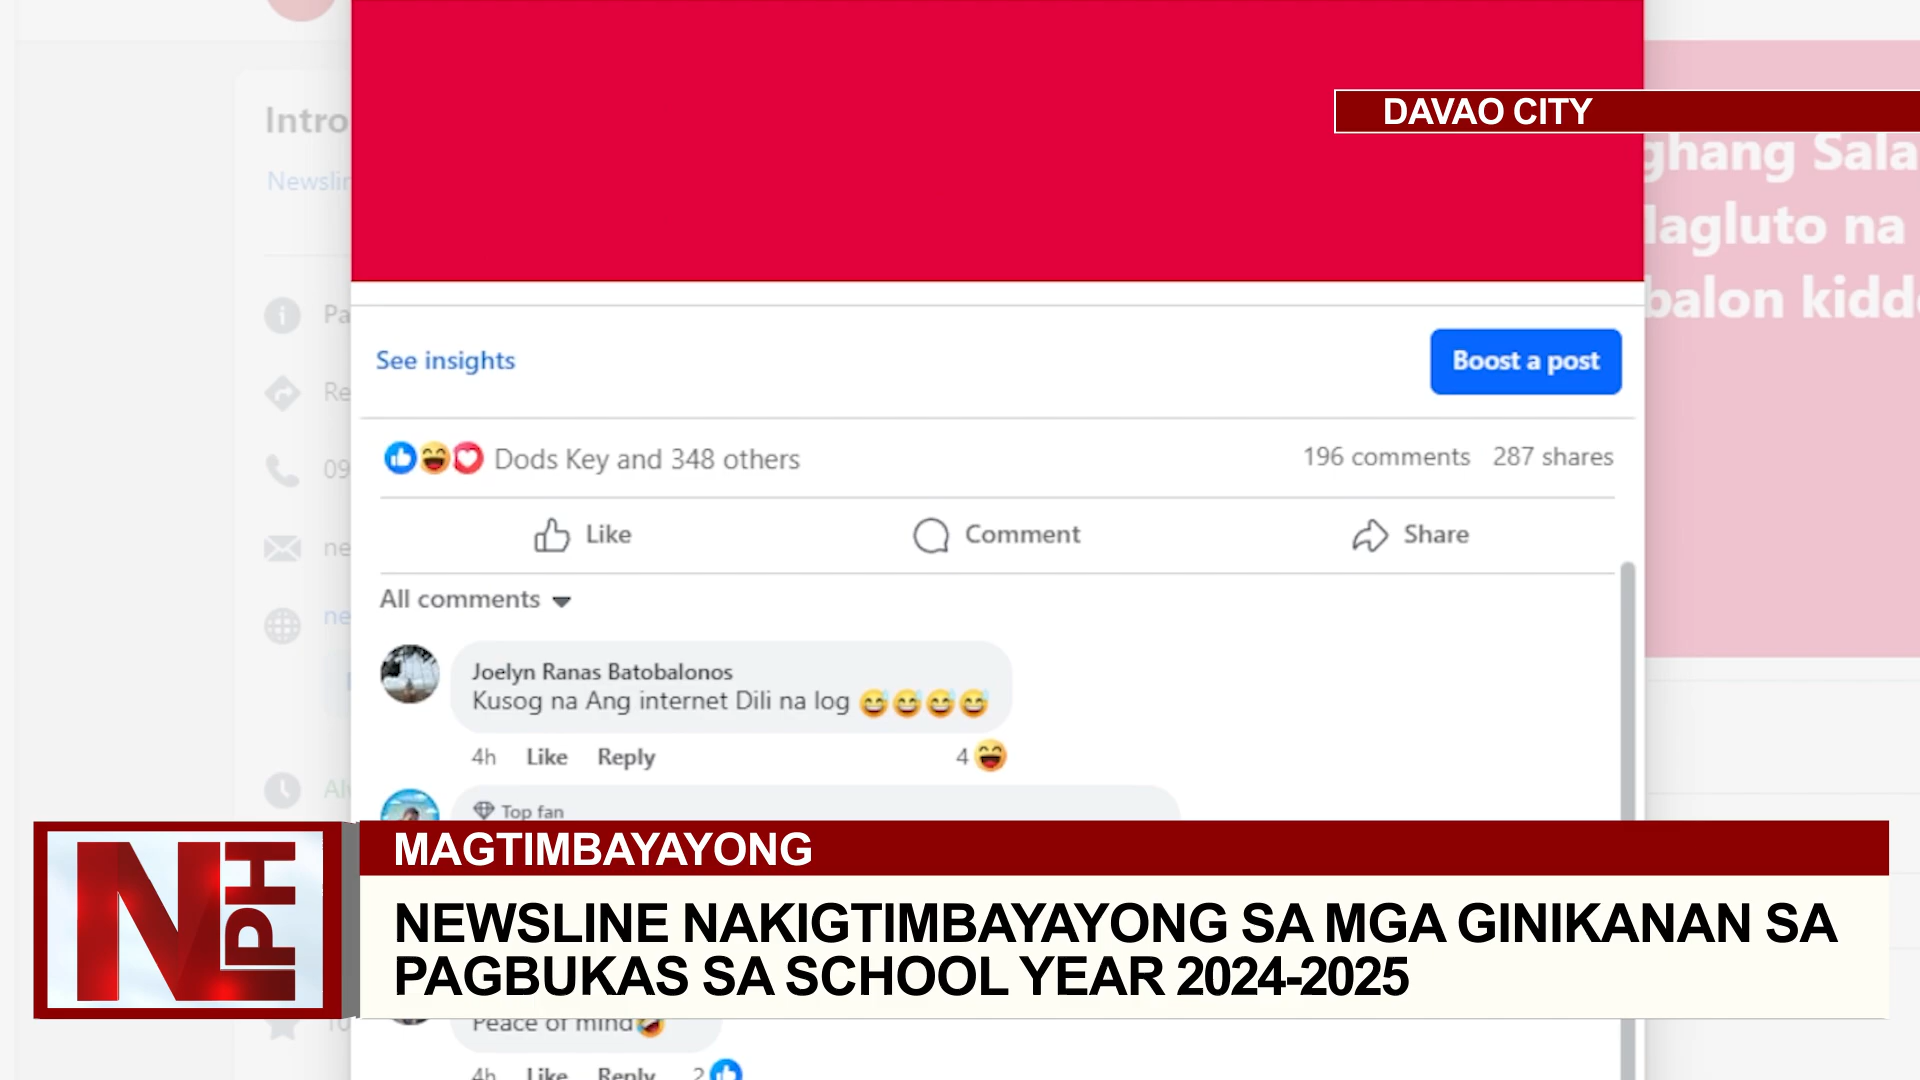 DAVAO CITY
Intro
ghang Sala
lagluto na
balon kidd
See insights
Boost a post
Dods Key and 348 others
196 comments 287 shares
Like Comment Share
All comments
Joelyn Ranas Batobalonos
Kusog na Ang internet Dili na log 😅😅😅😅
4h Like Reply 4
Top fan
MAGTIMBAYAYONG
NEWSLINE NAKIGTIMBAYAYONG SA MGA GINIKANAN SA
PAGBUKAS SA SCHOOL YEAR 2024-2025
NPH
Peace of mind🤣
4h Like Reply 2